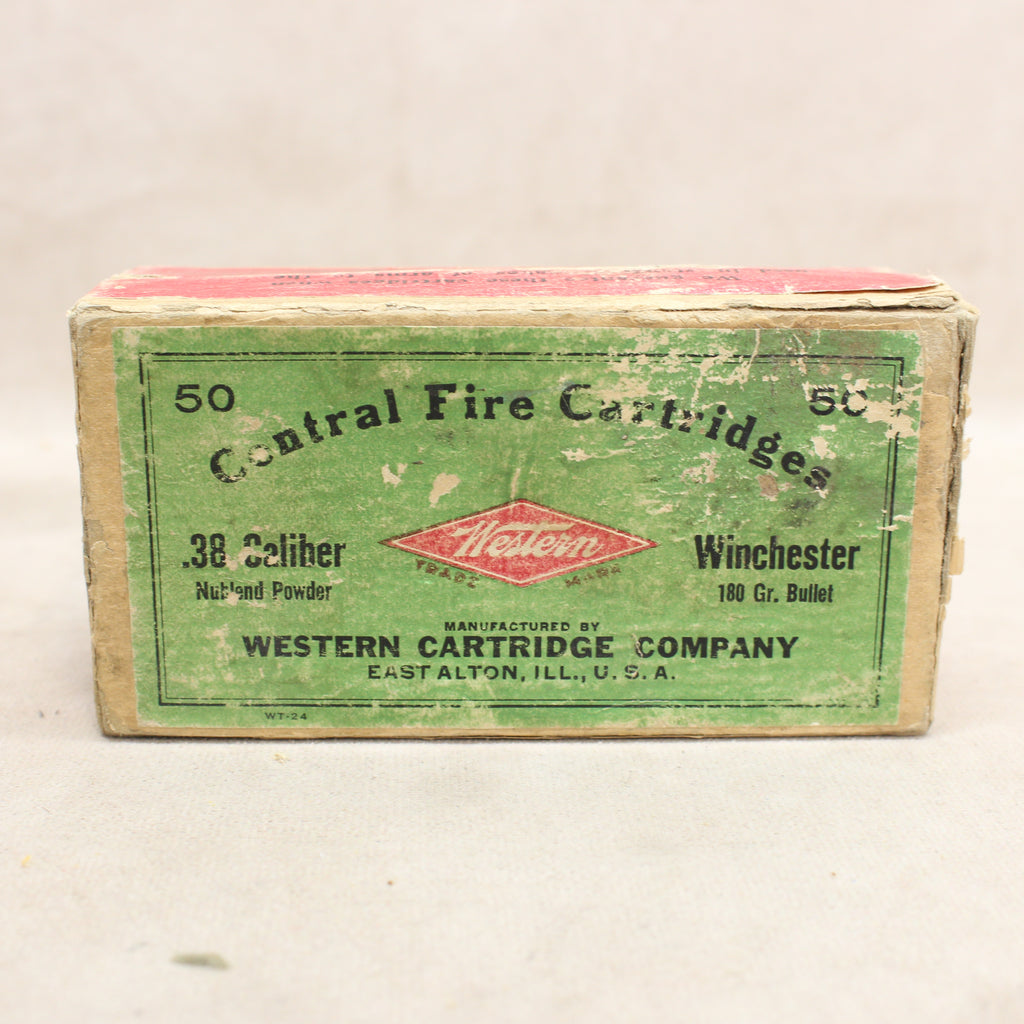 50 50
Central Fire Cartridges
.38 Caliber Western Winchester
Nublend Powder TRADE MARK 180 Gr. Bullet
MANUFACTURED BY
WESTERN CARTRIDGE COMPANY
EAST ALTON, ILL., U. S. A.
WT-24